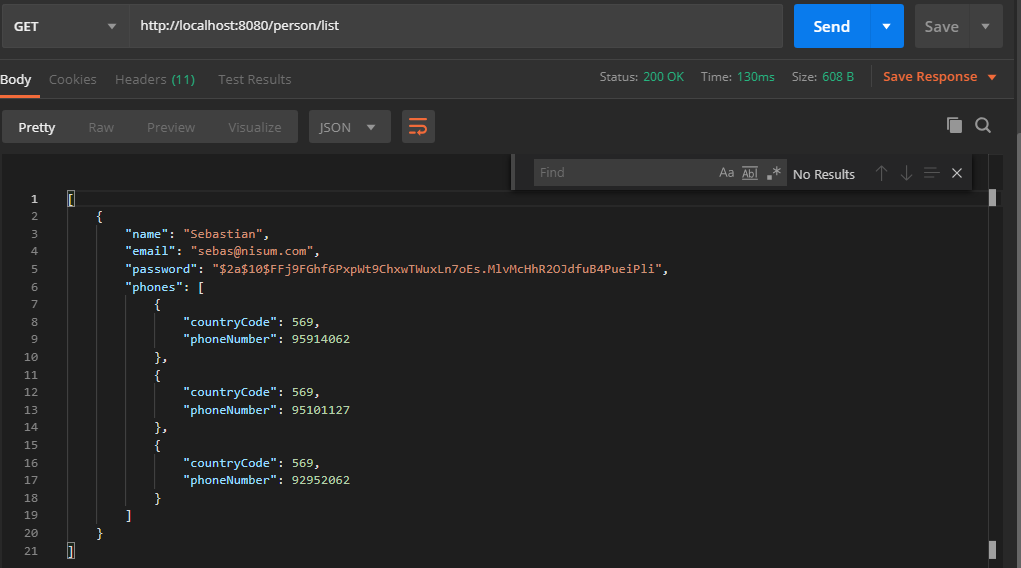 GET http://localhost:8080/person/list Send Save
Body Cookies Headers (11) Test Results Status: 200 OK Time: 130ms Size: 608 B Save Response
Pretty Raw Preview Visualize JSON
Find Aa Abl .* No Results
1 [
2 {
3 "name": "Sebastian",
4 "email": "sebas@nisum.com",
5 "password": "$2a$10$FFj9FGhf6PxpWt9ChxwTWuxLn7oEs.MlvMcHhR2OJdfuB4PueiPli",
6 "phones": [
7 {
8 "countryCode": 569,
9 "phoneNumber": 95914062
10 },
11 {
12 "countryCode": 569,
13 "phoneNumber": 95101127
14 },
15 {
16 "countryCode": 569,
17 "phoneNumber": 92952062
18 }
19 ]
20 }
21 ]